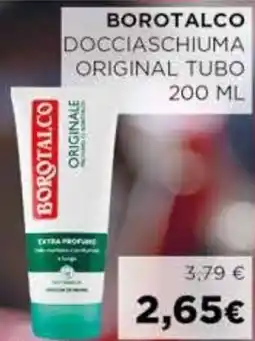 BOROTALCO
DOCCIASCHIUMA
ORIGINAL TUBO
200 ML
BOROTALCO
ORIGINALE
EXTRA PROFUMO
3,79 €
2,65€